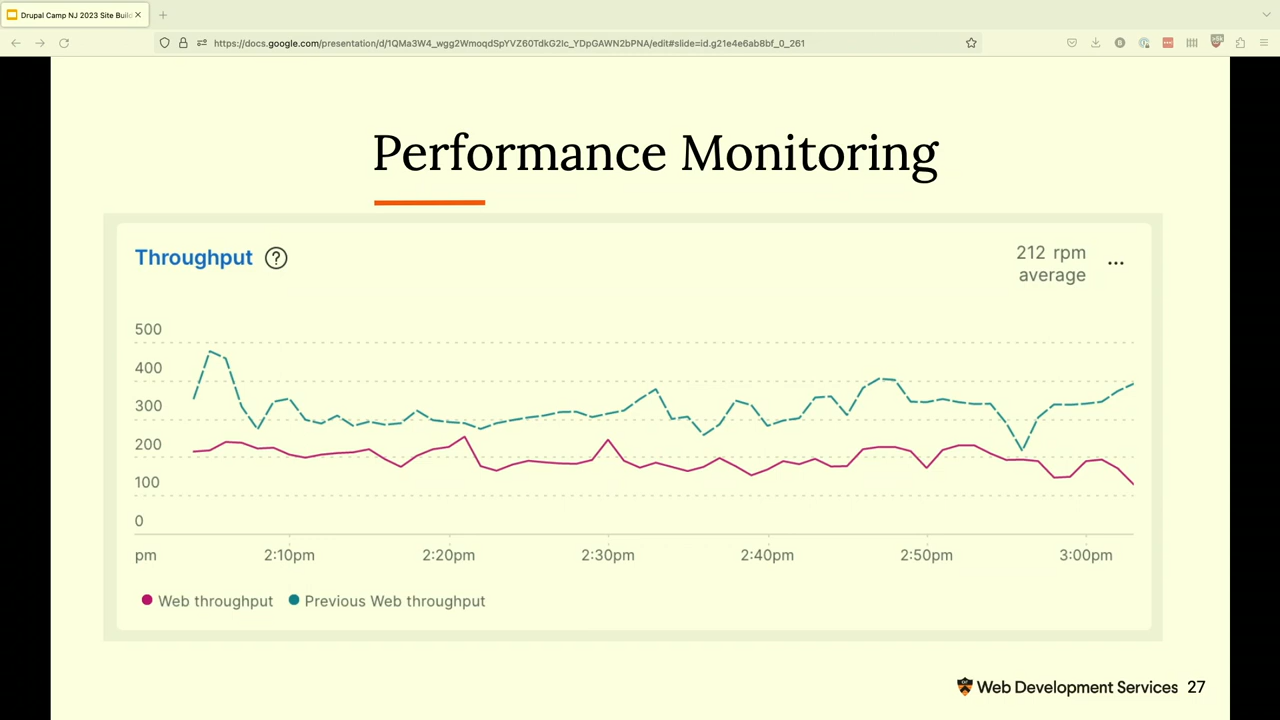 Drupal Camp NJ 2023 Site Buil
https://docs.google.com/presentation/d/1QMa3W4_wgg2WmoqdSpYVZ60TdkG2lc_YDpGAWN2bPNA/edit#slide=id.g21e4e6ab8bf_0_261
Performance Monitoring
Throughput ?
212 rpm
average
500
400
300
200
100
0
pm 2:10pm 2:20pm 2:30pm 2:40pm 2:50pm 3:00pm
Web throughput Previous Web throughput
Web Development Services 27